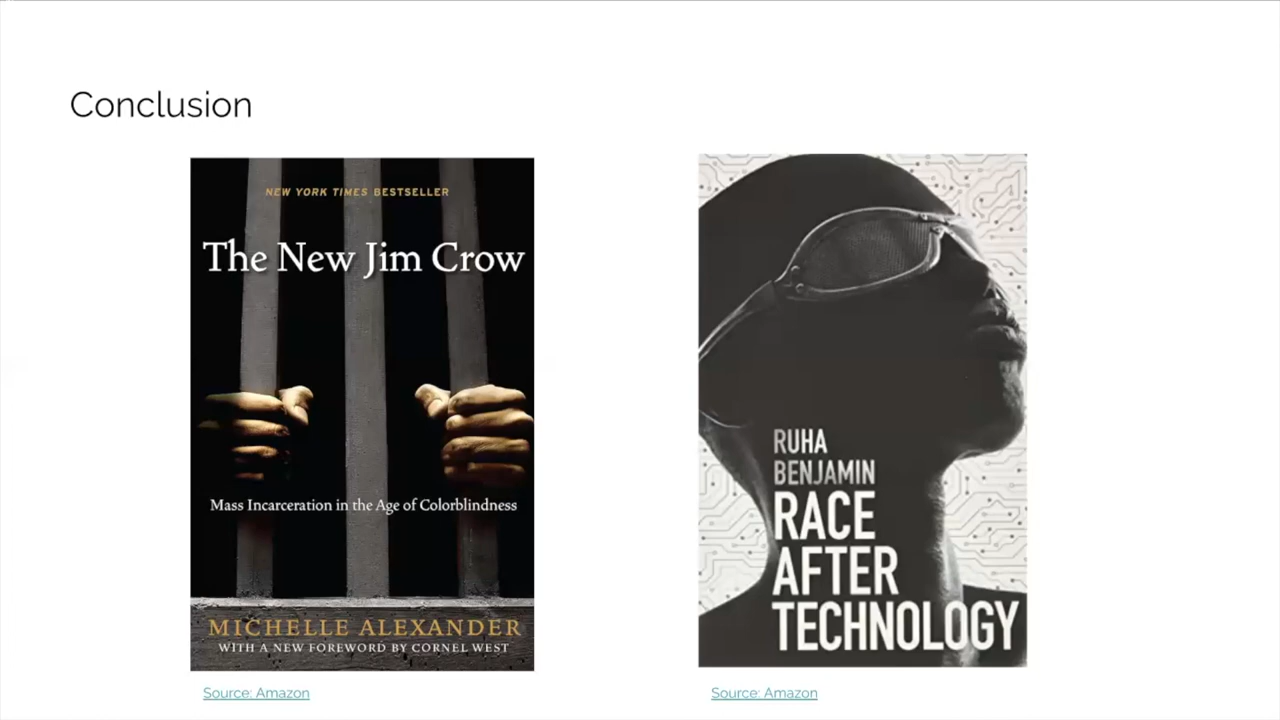 Conclusion
NEW YORK TIMES BESTSELLER
The New Jim Crow
Mass Incarceration in the Age of Colorblindness
MICHELLE ALEXANDER
WITH A NEW FOREWORD BY CORNEL WEST
Source: Amazon
RUHA
BENJAMIN
RACE
AFTER
TECHNOLOGY
Source: Amazon